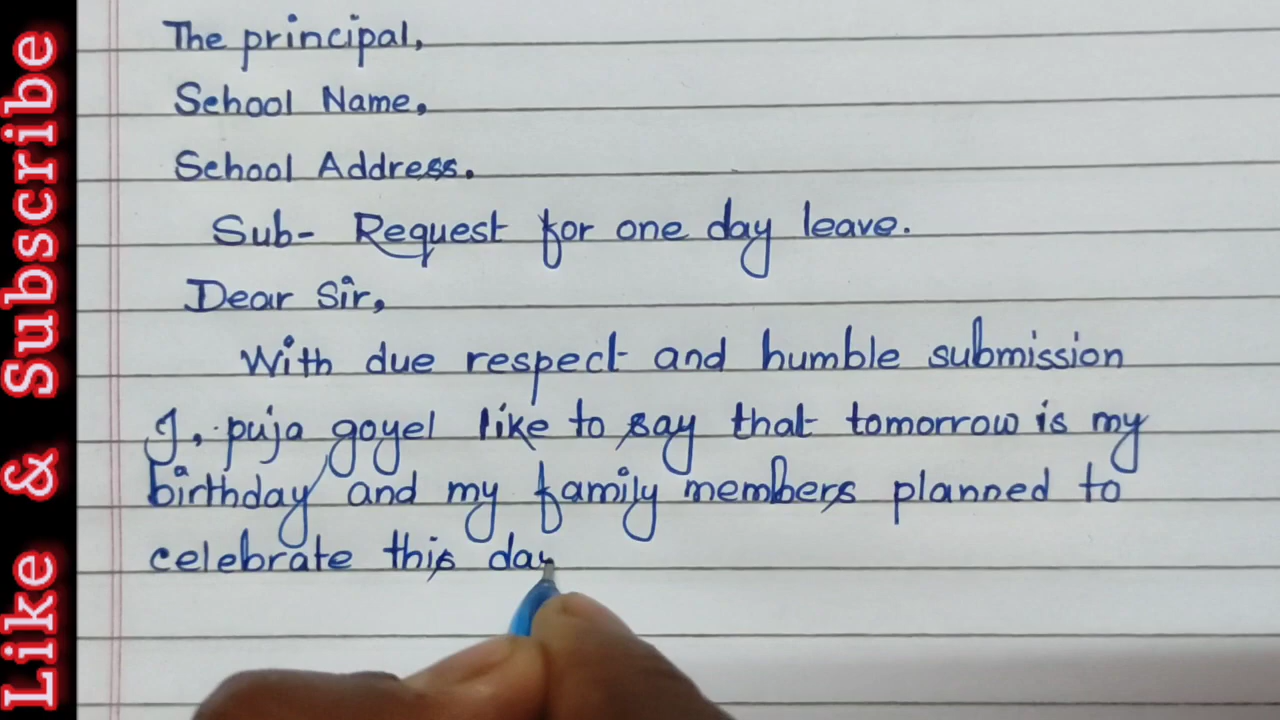 Like & Subscribe
The principal,
School Name,
School Address.
Sub- Request for one day leave.
Dear Sir,
With due respect and humble submission
I, puja goyel like to say that tomorrow is my
birthday and my family members planned to
celebrate this day